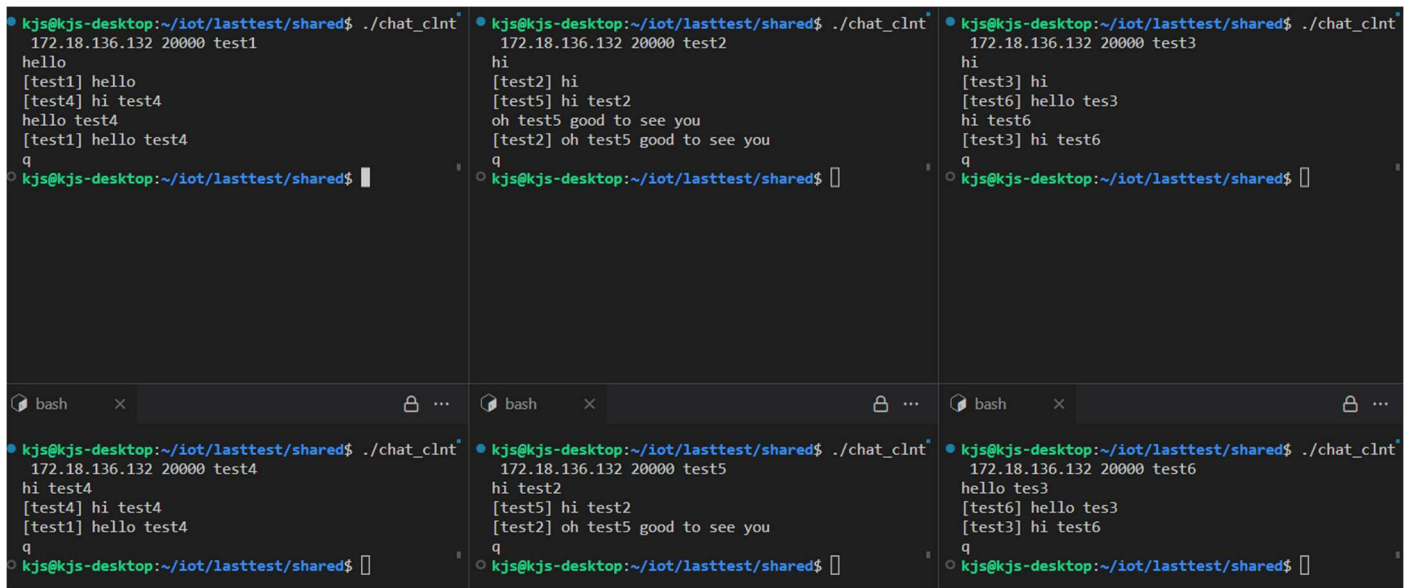 kjs@kjs-desktop:~/iot/lasttest/shared$ ./chat_clnt
172.18.136.132 20000 test1
hello
[test1] hello
[test4] hi test4
hello test4
[test1] hello test4
q
kjs@kjs-desktop:~/iot/lasttest/shared$
kjs@kjs-desktop:~/iot/lasttest/shared$ ./chat_clnt
172.18.136.132 20000 test2
hi
[test2] hi
[test5] hi test2
oh test5 good to see you
[test2] oh test5 good to see you
q
kjs@kjs-desktop:~/iot/lasttest/shared$
kjs@kjs-desktop:~/iot/lasttest/shared$ ./chat_clnt
172.18.136.132 20000 test3
hi
[test3] hi
[test6] hello tes3
hi test6
[test3] hi test6
q
kjs@kjs-desktop:~/iot/lasttest/shared$
bash
kjs@kjs-desktop:~/iot/lasttest/shared$ ./chat_clnt
172.18.136.132 20000 test4
hi test4
[test4] hi test4
[test1] hello test4
q
kjs@kjs-desktop:~/iot/lasttest/shared$
bash
kjs@kjs-desktop:~/iot/lasttest/shared$ ./chat_clnt
172.18.136.132 20000 test5
hi test2
[test5] hi test2
[test2] oh test5 good to see you
q
kjs@kjs-desktop:~/iot/lasttest/shared$
bash
kjs@kjs-desktop:~/iot/lasttest/shared$ ./chat_clnt
172.18.136.132 20000 test6
hello tes3
[test6] hello tes3
[test3] hi test6
q
kjs@kjs-desktop:~/iot/lasttest/shared$